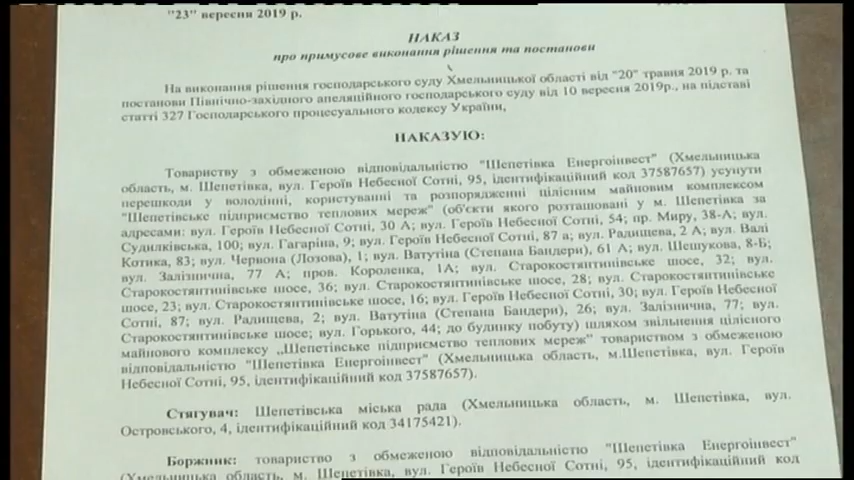 "23" вересня 2019 р.
НАКАЗ
про примусове виконання рішення та постанови
На виконання рішення господарського суду Хмельницької області від "20" травня 2019 р. та
постанови Північно-західного апеляційного господарського суду від 10 вересня 2019р., на підставі
статті 327 Господарського процесуального кодексу України,
НАКАЗУЮ:
Товариству з обмеженою відповідальністю "Шепетівка Енергоінвест" (Хмельницька
область, м. Шепетівка, вул. Героїв Небесної Сотні, 95, ідентифікаційний код 37587657) усунути
перешкоди у володінні, користуванні та розпорядженні цілісним майновим комплексом
"Шепетівське підприємство теплових мереж" (об'єкти якого розташовані у м. Шепетівка за
адресами: вул. Героїв Небесної Сотні, 30 А; вул. Героїв Небесної Сотні, 54; пр. Миру, 38-А; вул.
Судилківська, 100; вул. Гагаріна, 9; вул. Героїв Небесної Сотні, 87 а; вул. Радищева, 2 А; вул. Валі
Котика, 83; вул. Червона (Лозова), 1; вул. Ватутіна (Степана Бандери), 61 А; вул. Шешукова, 8-Б;
вул. Залізнична, 77 А; пров. Короленка, 1А; вул. Старокостянтинівське шосе, 32; вул.
Старокостянтинівське шосе, 36; вул. Старокостянтинівське шосе, 28; вул. Старокостянтинівське
шосе, 23; вул. Старокостянтинівське шосе, 16; вул. Героїв Небесної Сотні, 30; вул. Героїв Небесної
Сотні, 87; вул. Радищева, 2; вул. Ватутіна (Степана Бандери), 26; вул. Залізнична, 77; вул.
Старокостянтинівське шосе; вул. Горького, 44; до будинку побуту) шляхом звільнення цілісного
майнового комплексу „Шепетівське підприємство теплових мереж” товариством з обмеженою
відповідальністю "Шепетівка Енергоінвест" (Хмельницька область, м.Шепетівка, вул. Героїв
Небесної Сотні, 95, ідентифікаційний код 37587657).
Стягувач: Шепетівська міська рада (Хмельницька область, м. Шепетівка, вул.
Островського, 4, ідентифікаційний код 34175421).
Боржник: товариство з обмеженою відповідальністю "Шепетівка Енергоінвест"
(Хмельницька область, м. Шепетівка, вул. Героїв Небесної Сотні, 95, ідентифікаційний код